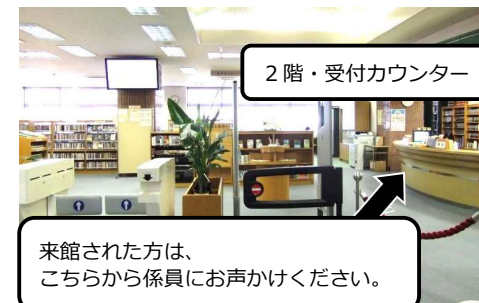 ２階・受付カウンター
来館された方は、
こちらから係員にお声かけください。